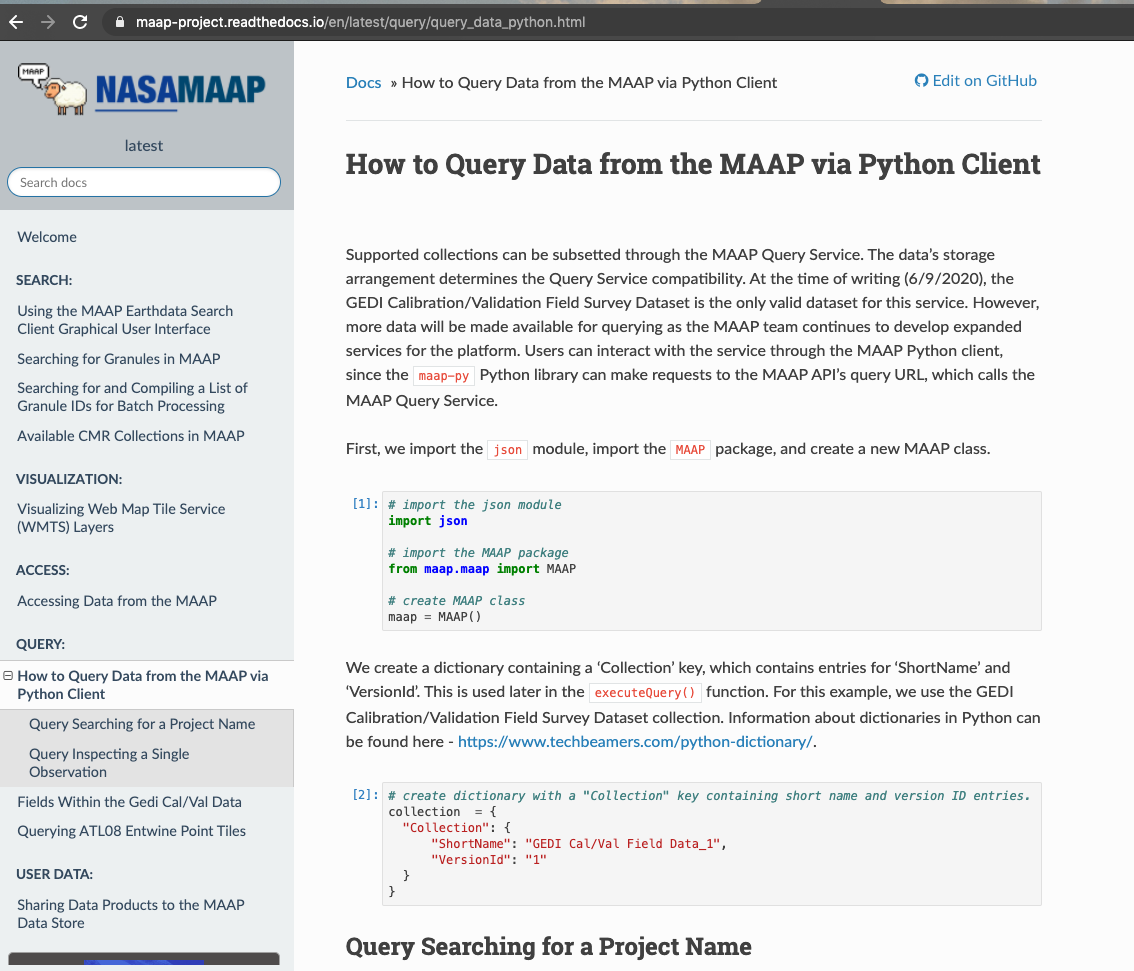 maap-project.readthedocs.io/en/latest/query/query_data_python.html
MAAP
NASAMAAP
latest
Search docs
Welcome
SEARCH:
Using the MAAP Earthdata Search
Client Graphical User Interface
Searching for Granules in MAAP
Searching for and Compiling a List of
Granule IDs for Batch Processing
Available CMR Collections in MAAP
VISUALIZATION:
Visualizing Web Map Tile Service
(WMTS) Layers
ACCESS:
Accessing Data from the MAAP
QUERY:
How to Query Data from the MAAP via
Python Client
Query Searching for a Project Name
Query Inspecting a Single
Observation
Fields Within the Gedi Cal/Val Data
Querying ATL08 Entwine Point Tiles
USER DATA:
Sharing Data Products to the MAAP
Data Store
Docs » How to Query Data from the MAAP via Python Client
Edit on GitHub
How to Query Data from the MAAP via Python Client
Supported collections can be subsetted through the MAAP Query Service. The data’s storage
arrangement determines the Query Service compatibility. At the time of writing (6/9/2020), the
GEDI Calibration/Validation Field Survey Dataset is the only valid dataset for this service. However,
more data will be made available for querying as the MAAP team continues to develop expanded
services for the platform. Users can interact with the service through the MAAP Python client,
since the maap-py Python library can make requests to the MAAP API’s query URL, which calls the
MAAP Query Service.
First, we import the json module, import the MAAP package, and create a new MAAP class.
[1]: # import the json module
import json
# import the MAAP package
from maap.maap import MAAP
# create MAAP class
maap = MAAP()
We create a dictionary containing a ‘Collection’ key, which contains entries for ‘ShortName’ and
‘VersionId’. This is used later in the executeQuery() function. For this example, we use the GEDI
Calibration/Validation Field Survey Dataset collection. Information about dictionaries in Python can
be found here - https://www.techbeamers.com/python-dictionary/.
[2]: # create dictionary with a "Collection" key containing short name and version ID entries.
collection  = {
"Collection": {
"ShortName": "GEDI Cal/Val Field Data_1",
"VersionId": "1"
}
}
Query Searching for a Project Name